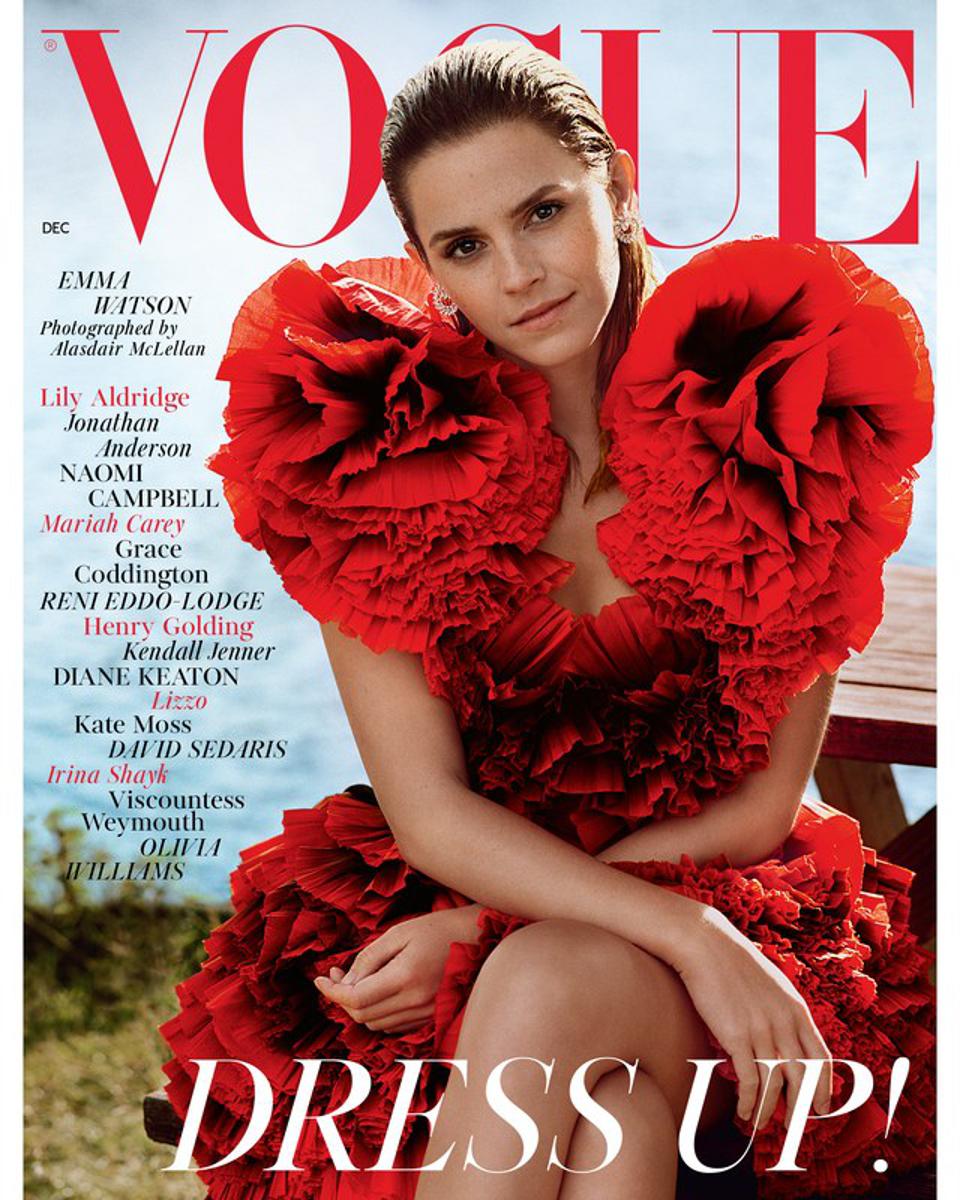 ®
VOGUE
DEC
EMMA
WATSON
Photographed by
Alasdair McLellan
Lily Aldridge
Jonathan
Anderson
NAOMI
CAMPBELL
Mariah Carey
Grace
Coddington
RENI EDDO-LODGE
Henry Golding
Kendall Jenner
DIANE KEATON
Lizzo
Kate Moss
DAVID SEDARIS
Irina Shayk
Viscountess
Weymouth
OLIVIA
WILLIAMS
DRESS UP!